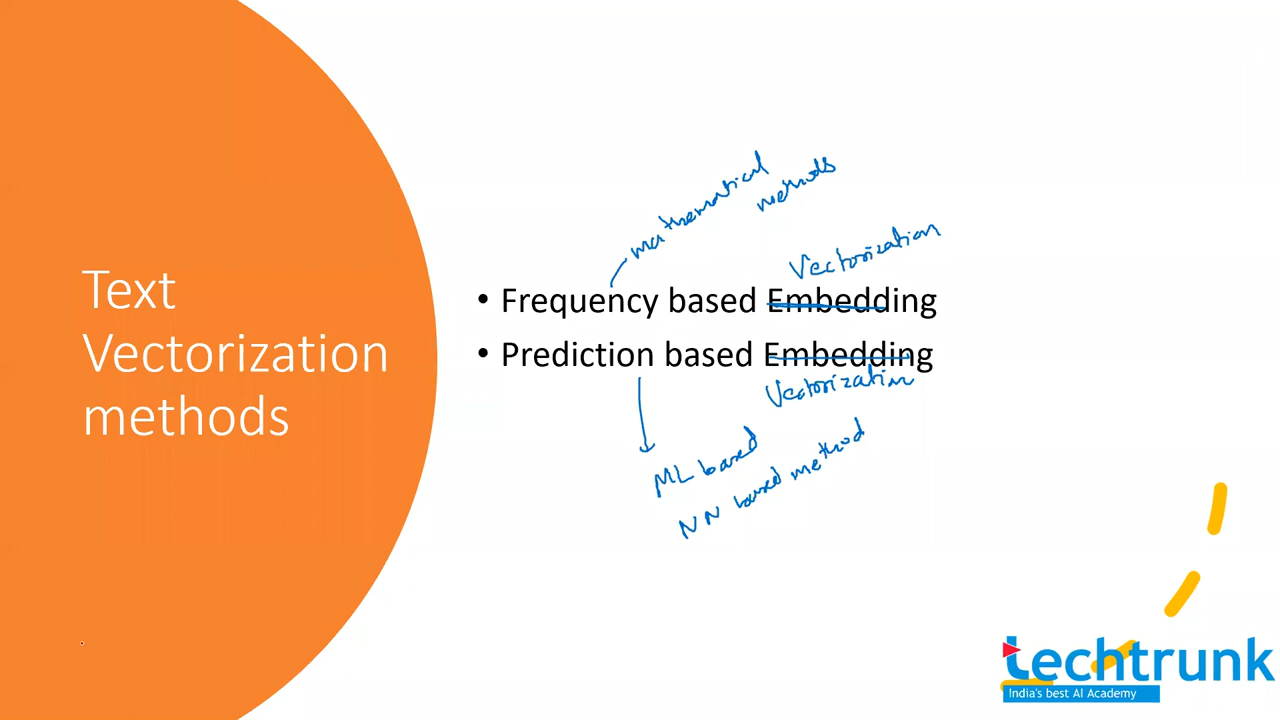 mathematical methods
Vectorization
• Frequency based Embedding
• Prediction based Embedding
Vectorization
ML based
NN based method
Text
Vectorization
methods
techtrunk
India's best AI Academy